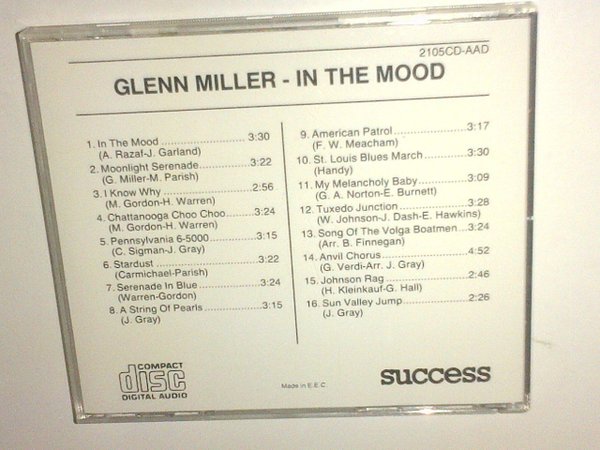 2105CD-AAD
GLENN MILLER - IN THE MOOD
1. In The Mood ................................ 3:30
(A. Razaf-J. Garland)
2. Moonlight Serenade................ 3:22
(G. Miller-M. Parish)
3. I Know Why .............................. 2:56
(M. Gordon-H. Warren)
4. Chattanooga Choo Choo........3:24
(M. Gordon-H. Warren)
5. Pennsylvania 6-5000..............3:15
(C. Sigman-J. Gray)
6. Stardust .................................. 3:22
(Carmichael-Parish)
7. Serenade In Blue ....................3:24
(Warren-Gordon)
8. A String Of Pearls....................3:15
(J. Gray)
9. American Patrol......................3:17
(F. W. Meacham)
10. St. Louis Blues March............3:30
(Handy)
11. My Melancholy Baby..............3:09
(G. A. Norton-E. Burnett)
12. Tuxedo Junction ....................3:28
(W. Johnson-J. Dash-E. Hawkins)
13. Song Of The Volga Boatmen..3:24
(Arr. B. Finnegan)
14. Anvil Chorus..........................4:52
(G. Verdi-Arr. J. Gray)
15. Johnson Rag..........................2:46
(H. Kleinkauf-G. Hall)
16. Sun Valley Jump....................2:26
(J. Gray)
COMPACT
disc
DIGITAL AUDIO
Made in E.E.C.
success